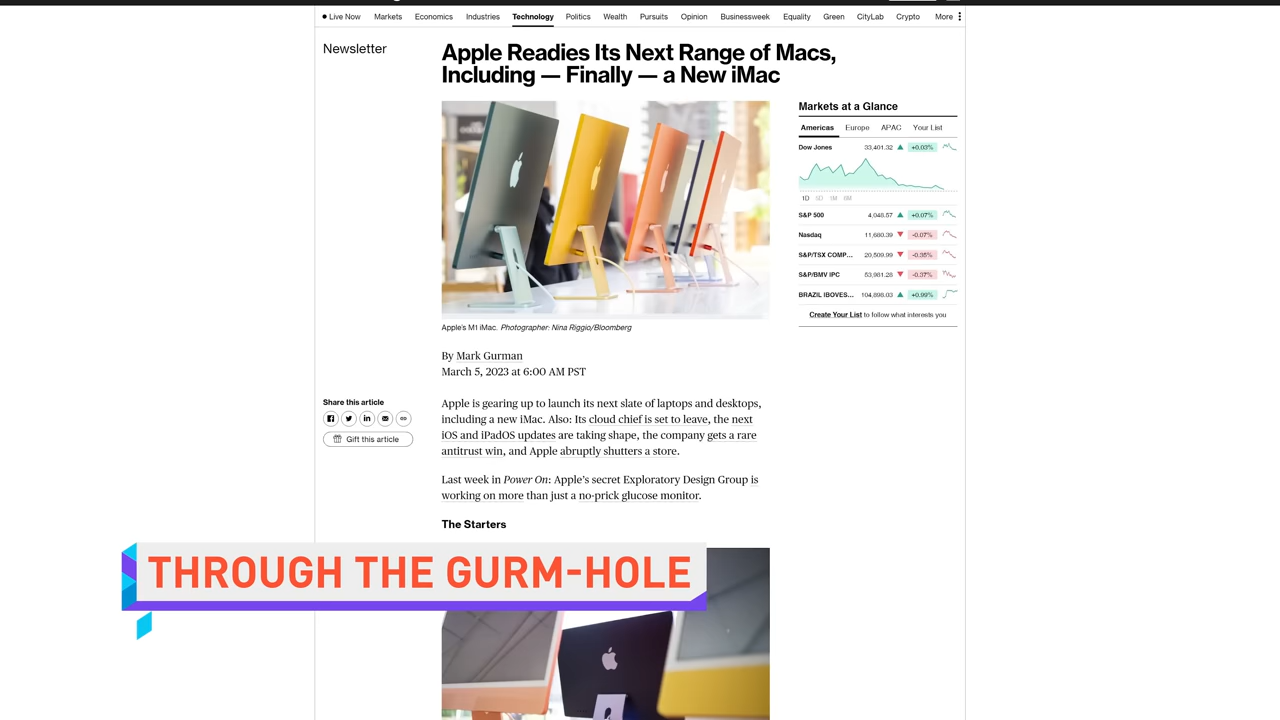 Live Now Markets Economics Industries Technology Politics Wealth Pursuits Opinion Businessweek Equality Green CityLab Crypto More
Newsletter
Apple Readies Its Next Range of Macs,
Including — Finally — a New iMac
Apple's M1 iMac. Photographer: Nina Riggio/Bloomberg
Markets at a Glance
Americas Europe APAC Your List
Dow Jones 33,401.32 +0.03%
1D 5D 1M 6M
S&P 500 4,048.57 +0.07%
Nasdaq 11,680.39 -0.07%
S&P/TSX COMP... 20,509.99 -0.35%
S&P/BMV IPC 53,981.28 -0.37%
BRAZIL IBOVES... 104,898.03 +0.99%
Create Your List to follow what interests you
By Mark Gurman
March 5, 2023 at 6:00 AM PST
Share this article
Gift this article
Apple is gearing up to launch its next slate of laptops and desktops,
including a new iMac. Also: Its cloud chief is set to leave, the next
iOS and iPadOS updates are taking shape, the company gets a rare
antitrust win, and Apple abruptly shutters a store.
Last week in Power On: Apple's secret Exploratory Design Group is
working on more than just a no-prick glucose monitor.
The Starters
THROUGH THE GURM-HOLE